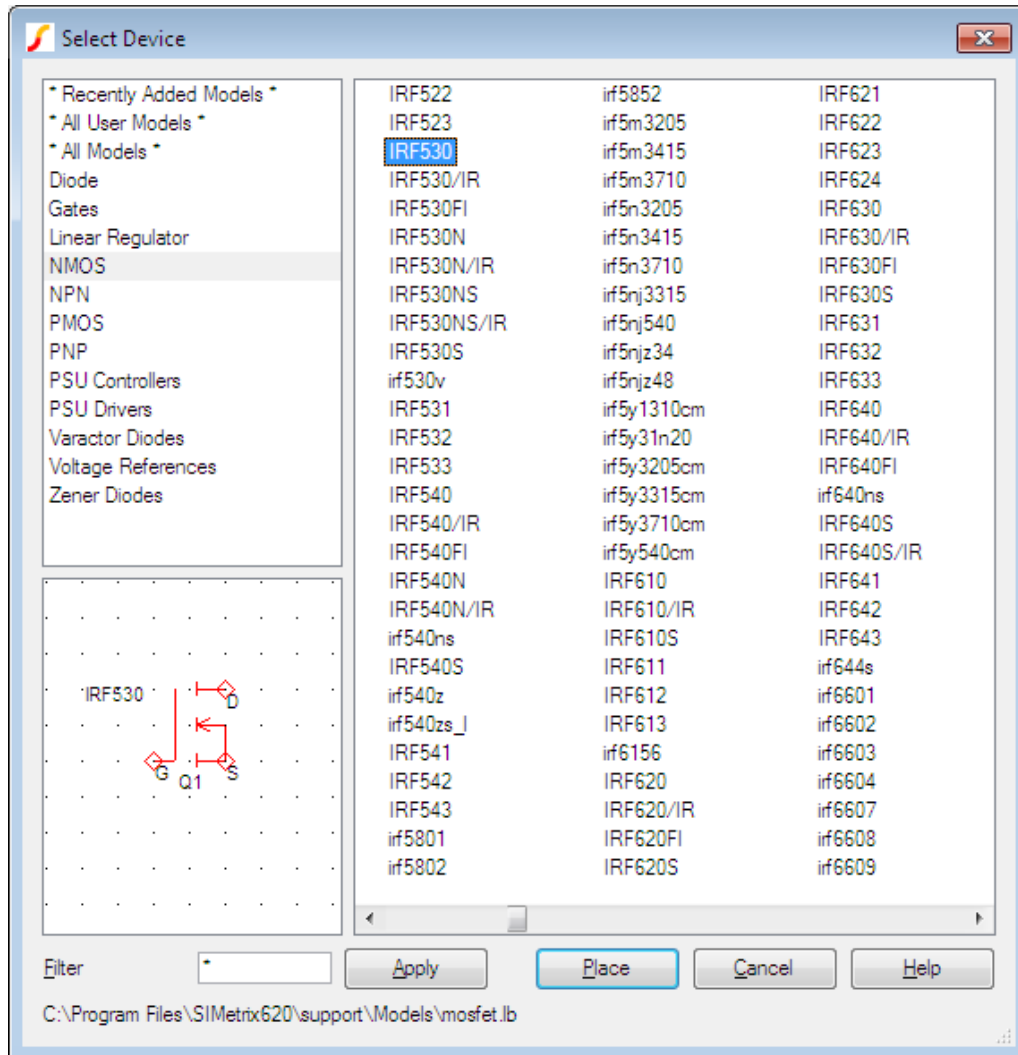 Select Device
* Recently Added Models *
* All User Models *
* All Models *
Diode
Gates
Linear Regulator
NMOS
NPN
PMOS
PNP
PSU Controllers
PSU Drivers
Varactor Diodes
Voltage References
Zener Diodes
IRF530
D
G
Q1
S
IRF522
IRF523
IRF530
IRF530/IR
IRF530FI
IRF530N
IRF530N/IR
IRF530NS
IRF530NS/IR
IRF530S
irf530v
IRF531
IRF532
IRF533
IRF540
IRF540/IR
IRF540FI
IRF540N
IRF540N/IR
irf540ns
IRF540S
irf540z
irf540zs_l
IRF541
IRF542
IRF543
irf5801
irf5802
irf5852
irf5m3205
irf5m3415
irf5m3710
irf5n3205
irf5n3415
irf5n3710
irf5nj3315
irf5nj540
irf5njz34
irf5njz48
irf5y1310cm
irf5y31n20
irf5y3205cm
irf5y3315cm
irf5y3710cm
irf5y540cm
IRF610
IRF610/IR
IRF610S
IRF611
IRF612
IRF613
irf6156
IRF620
IRF620/IR
IRF620FI
IRF620S
IRF621
IRF622
IRF623
IRF624
IRF630
IRF630/IR
IRF630FI
IRF630S
IRF631
IRF632
IRF633
IRF640
IRF640/IR
IRF640FI
irf640ns
IRF640S
IRF640S/IR
IRF641
IRF642
IRF643
irf644s
irf6601
irf6602
irf6603
irf6604
irf6607
irf6608
irf6609
Filter * Apply Place Cancel Help
C:\Program Files\SIMetrix620\support\Models\mosfet.lb